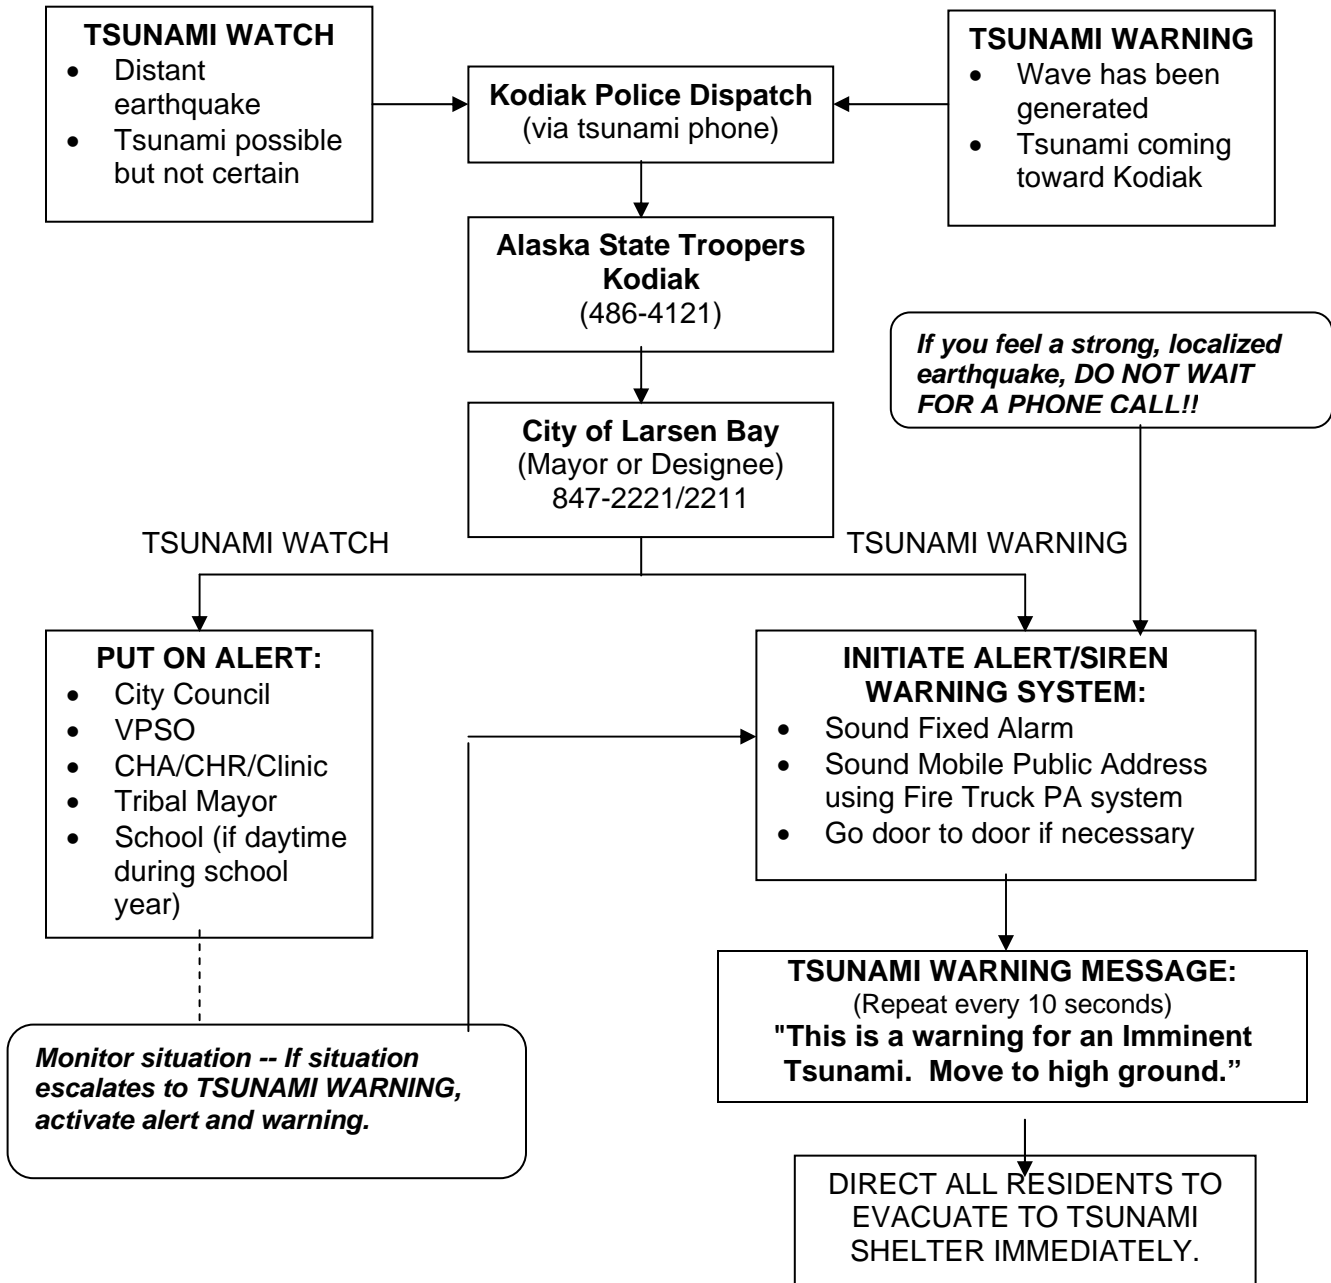 TSUNAMI WATCH
• Distant
earthquake
• Tsunami possible
but not certain
Kodiak Police Dispatch
(via tsunami phone)
TSUNAMI WARNING
• Wave has been
generated
• Tsunami coming
toward Kodiak
Alaska State Troopers
Kodiak
(486-4121)
If you feel a strong, localized
earthquake, DO NOT WAIT
FOR A PHONE CALL!!
City of Larsen Bay
(Mayor or Designee)
847-2221/2211
TSUNAMI WATCH
TSUNAMI WARNING
PUT ON ALERT:
• City Council
• VPSO
• CHA/CHR/Clinic
• Tribal Mayor
• School (if daytime
during school
year)
INITIATE ALERT/SIREN
WARNING SYSTEM:
• Sound Fixed Alarm
• Sound Mobile Public Address
using Fire Truck PA system
• Go door to door if necessary
TSUNAMI WARNING MESSAGE:
(Repeat every 10 seconds)
"This is a warning for an Imminent
Tsunami.  Move to high ground.”
Monitor situation -- If situation
escalates to TSUNAMI WARNING,
activate alert and warning.
DIRECT ALL RESIDENTS TO
EVACUATE TO TSUNAMI
SHELTER IMMEDIATELY.